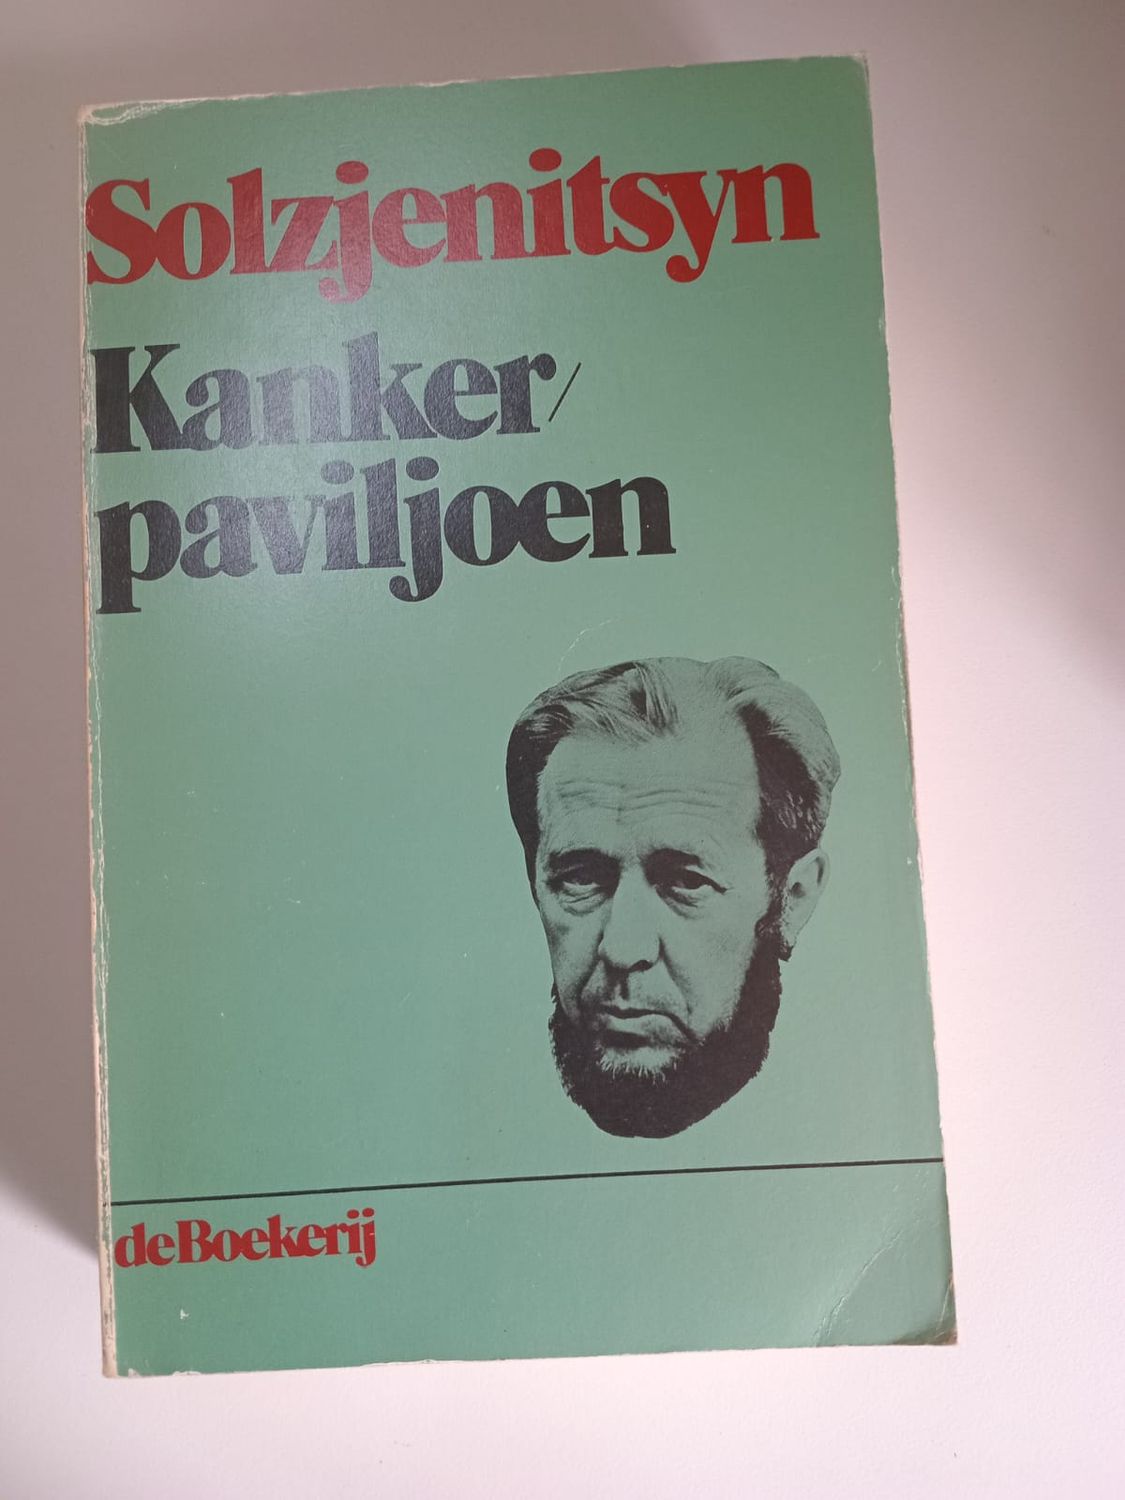 Solzjenitsyn
Kanker/
paviljoen
deBoekerij